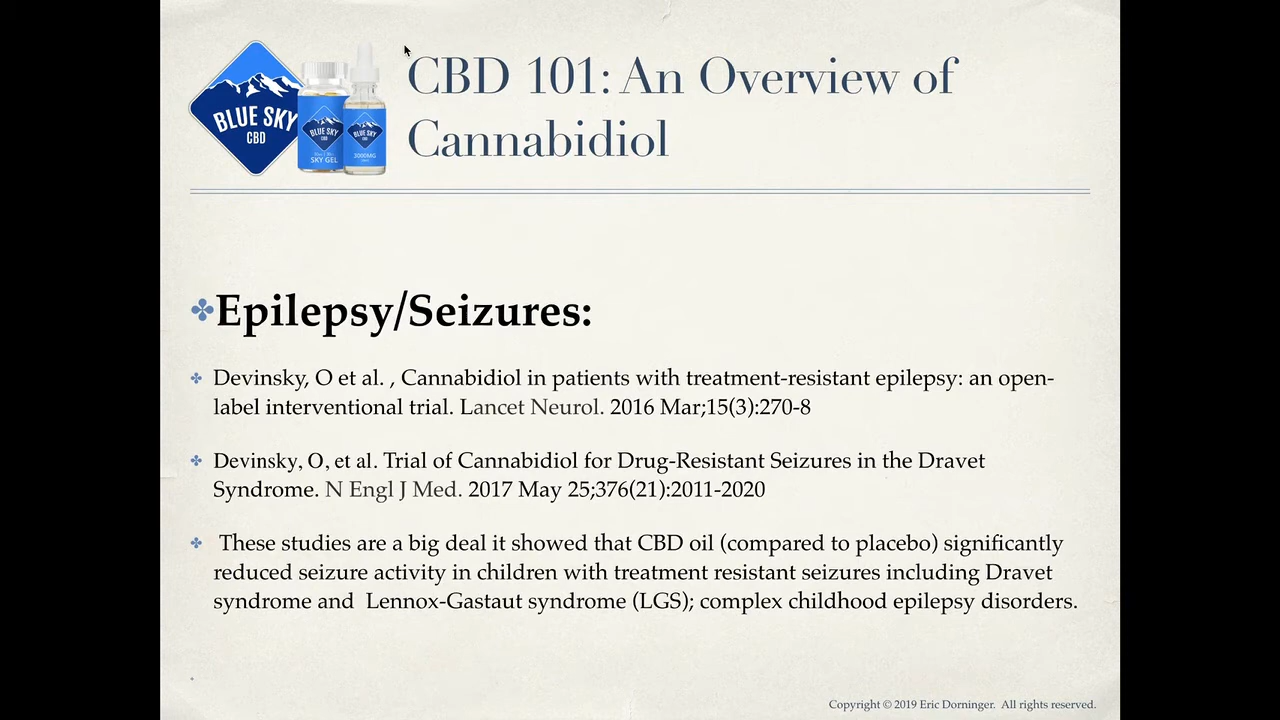 CBD 101: An Overview of
Cannabidiol
BLUE SKY
CBD
BLUE SKY
CBD
SKY GEL
BLUE SKY
CBD
3000MG
Epilepsy/Seizures:
Devinsky, O et al. , Cannabidiol in patients with treatment-resistant epilepsy: an open-
label interventional trial. Lancet Neurol. 2016 Mar;15(3):270-8
Devinsky, O, et al. Trial of Cannabidiol for Drug-Resistant Seizures in the Dravet
Syndrome. N Engl J Med. 2017 May 25;376(21):2011-2020
These studies are a big deal it showed that CBD oil (compared to placebo) significantly
reduced seizure activity in children with treatment resistant seizures including Dravet
syndrome and Lennox-Gastaut syndrome (LGS); complex childhood epilepsy disorders.
Copyright © 2019 Eric Dorninger. All rights reserved.